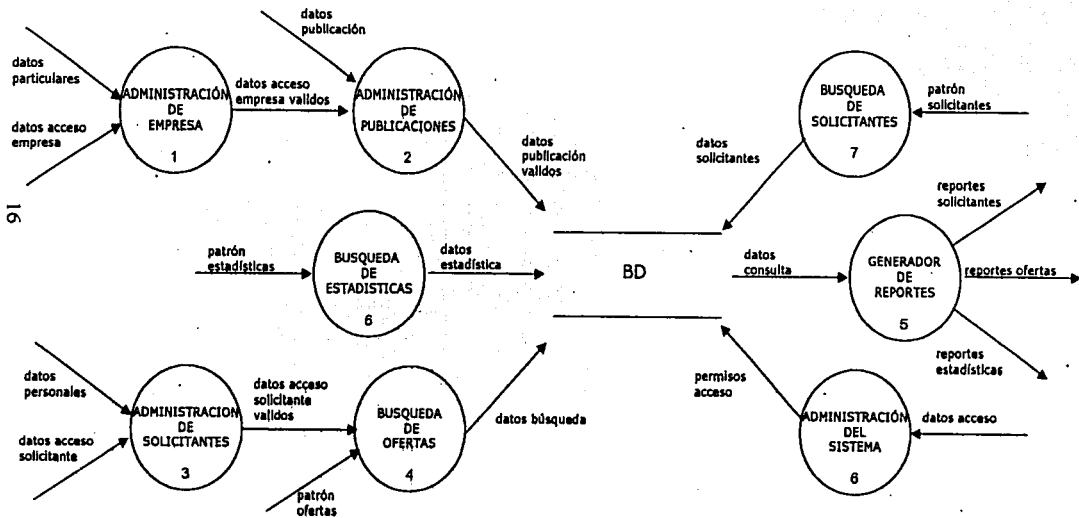 datos
publicación
datos
particulares
datos acceso
empresa
ADMINISTRACIÓN
DE
EMPRESA
1
datos acceso
empresa validos
ADMINISTRACIÓN
DE
PUBLICACIONES
2
datos
publicación
validos
BUSQUEDA
DE
SOLICITANTES
7
patrón
solicitantes
datos
solicitantes
16
patrón
estadísticas
BUSQUEDA
DE
ESTADISTICAS
6
datos
estadística
BD
datos
consulta
GENERADOR
DE
REPORTES
5
reportes
solicitantes
reportes ofertas
reportes
estadísticas
datos
personales
datos acceso
solicitante
ADMINISTRACION
DE
SOLICITANTES
3
datos acceso
solicitante
validos
BUSQUEDA
DE
OFERTAS
4
patrón
ofertas
datos búsqueda
permisos
acceso
ADMINISTRACIÓN
DEL
SISTEMA
6
datos acceso